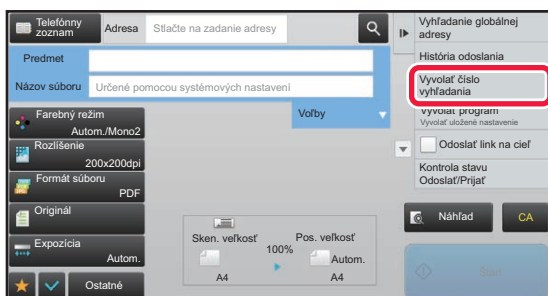 Telefónny
zoznam
Adresa
Stlačte na zadanie adresy
Predmet
Názov súboru
Určené pomocou systémových nastavení
Voľby
Farebný režim
Autom./Mono2
Rozlíšenie
200x200dpi
Formát súboru
PDF
Originál
Expozícia
Autom.
Ostatné
Sken. veľkosť
A4
100%
Pos. veľkosť
Autom.
A4
Vyhľadanie globálnej
adresy
História odoslania
Vyvolať číslo
vyhľadania
Vyvolať program
Vyvolať uložené nastavenie
Odoslať link na cieľ
Kontrola stavu
Odoslať/Prijať
Náhľad
CA
Štart